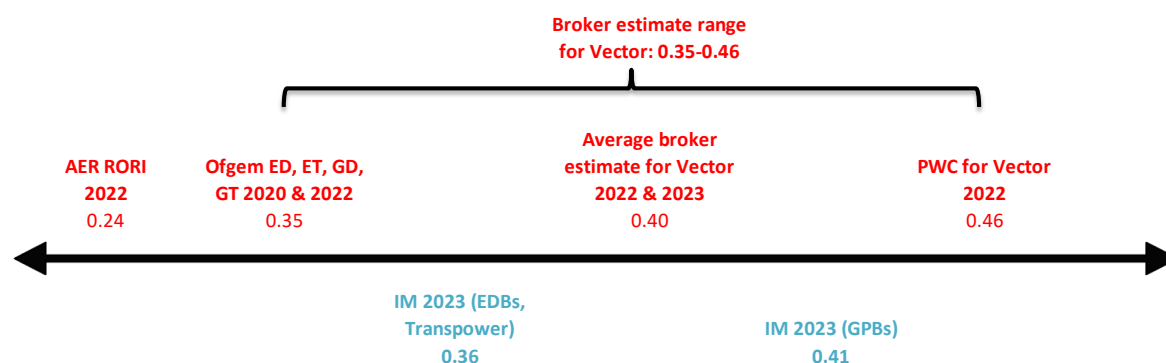 Broker estimate range
for Vector: 0.35-0.46
AER RORI
2022
0.24
Ofgem ED, ET, GD,
GT 2020 & 2022
0.35
Average broker
estimate for Vector
2022 & 2023
0.40
PWC for Vector
2022
0.46
IM 2023 (EDBs,
Transpower)
0.36
IM 2023 (GPBs)
0.41